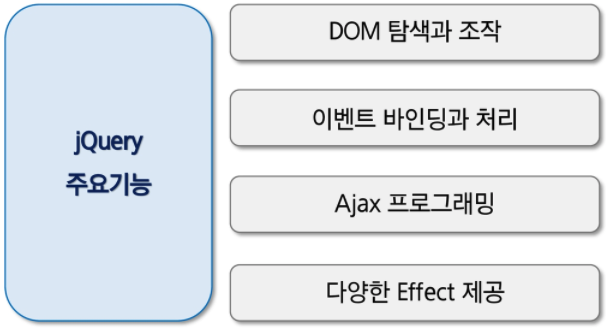 jQuery
주요기능
DOM 탐색과 조작
이벤트 바인딩과 처리
Ajax 프로그래밍
다양한 Effect 제공